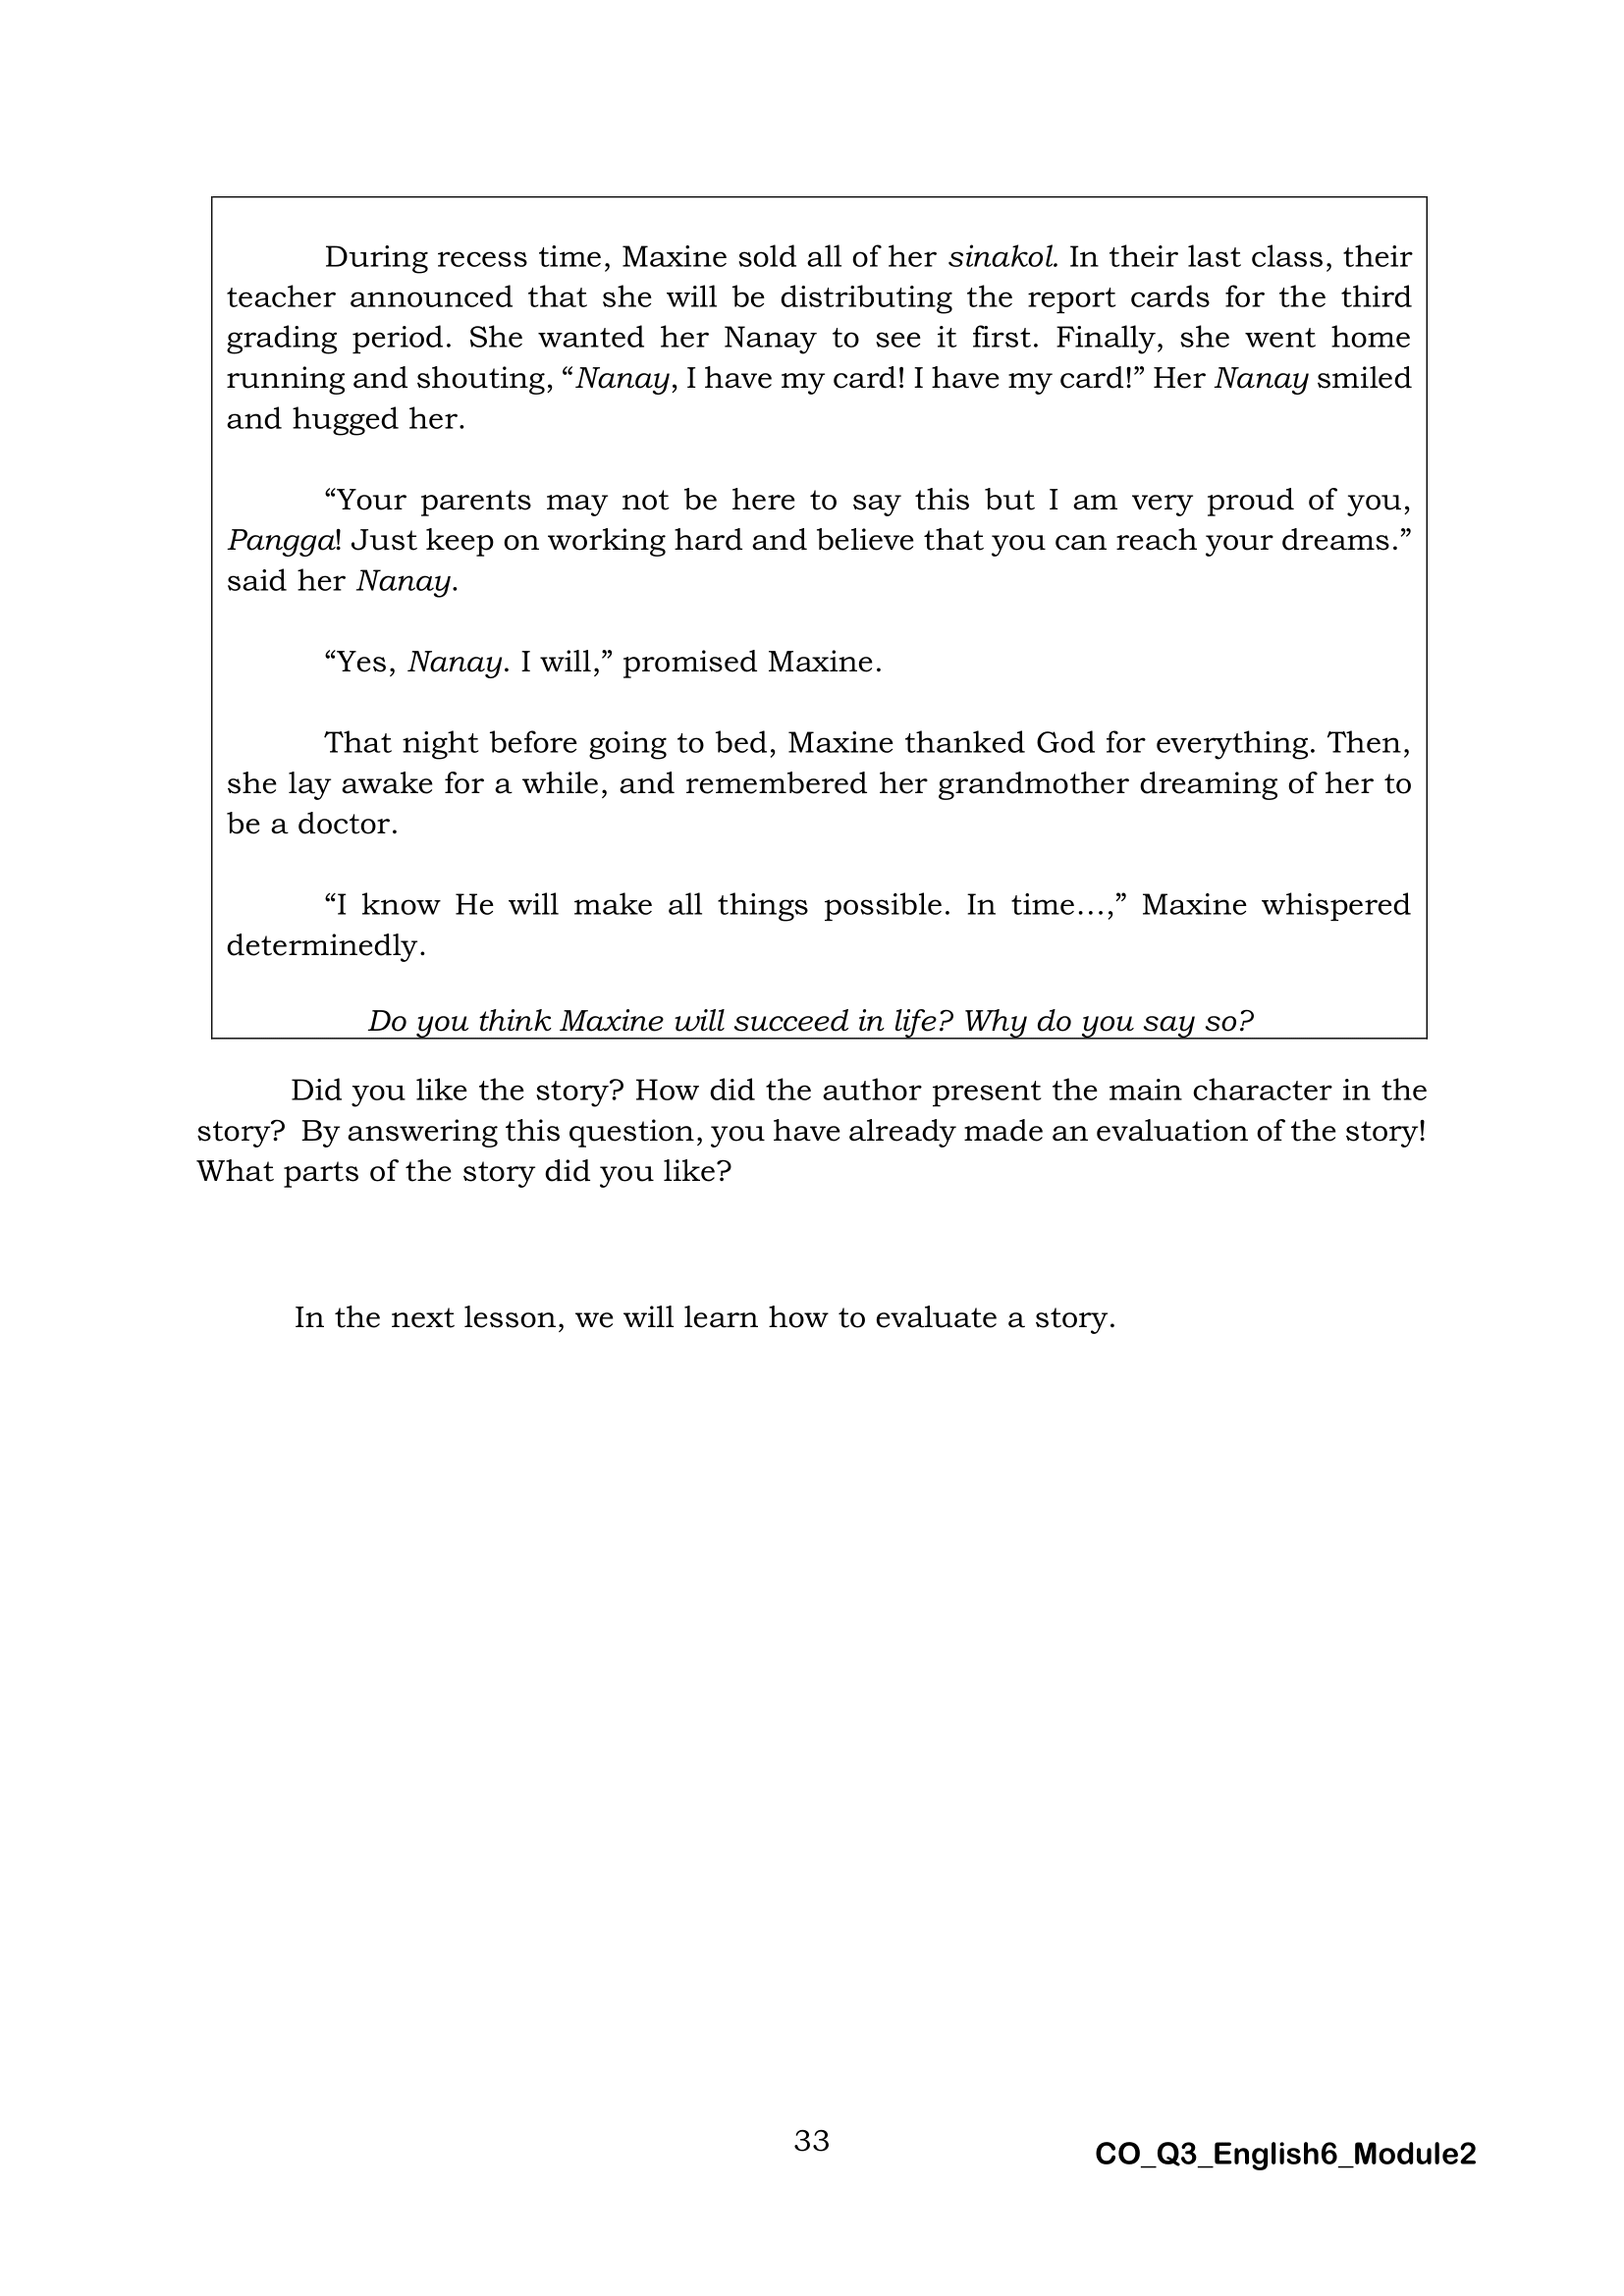 During recess time, Maxine sold all of her sinakol. In their last class, their
teacher announced that she will be distributing the report cards for the third
grading period. She wanted her Nanay to see it first. Finally, she went home
running and shouting, “Nanay, I have my card! I have my card!” Her Nanay smiled
and hugged her.
“Your parents may not be here to say this but I am very proud of you,
Pangga! Just keep on working hard and believe that you can reach your dreams.”
said her Nanay.
“Yes, Nanay. I will,” promised Maxine.
That night before going to bed, Maxine thanked God for everything. Then,
she lay awake for a while, and remembered her grandmother dreaming of her to
be a doctor.
“I know He will make all things possible. In time…,” Maxine whispered
determinedly.
Do you think Maxine will succeed in life? Why do you say so?
Did you like the story? How did the author present the main character in the
story? By answering this question, you have already made an evaluation of the story!
What parts of the story did you like?
In the next lesson, we will learn how to evaluate a story.
33
CO_Q3_English6_Module2